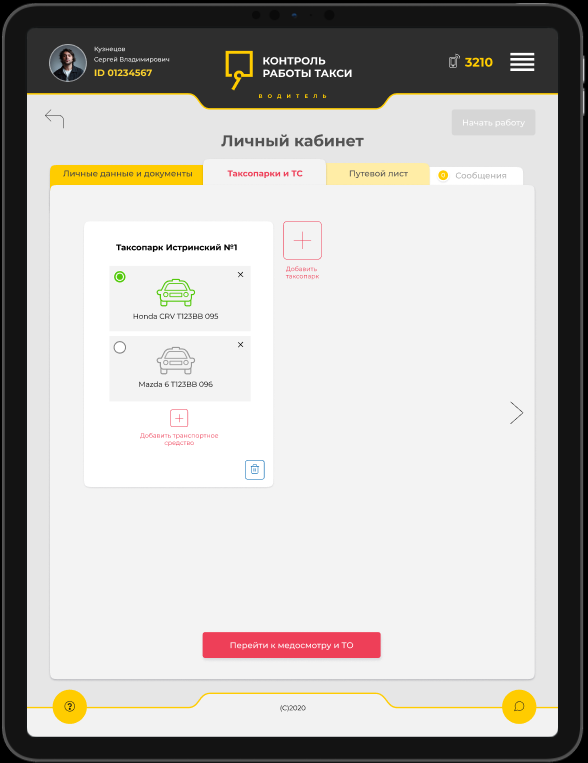 Кузнецов
Сергей Владимирович
ID 01234567
КОНТРОЛЬ
РАБОТЫ ТАКСИ
ВОДИТЕЛЬ
3210
Начать работу
Личный кабинет
Личные данные и документы
Таксопарки и ТС
Путевой лист
0 Сообщения
Таксопарк Истринский №1
Honda CRV Т123ВВ 095
Mazda 6 Т123ВВ 096
Добавить транспортное
средство
Добавить
таксопарк
Перейти к медосмотру и ТО
?
(C)2020